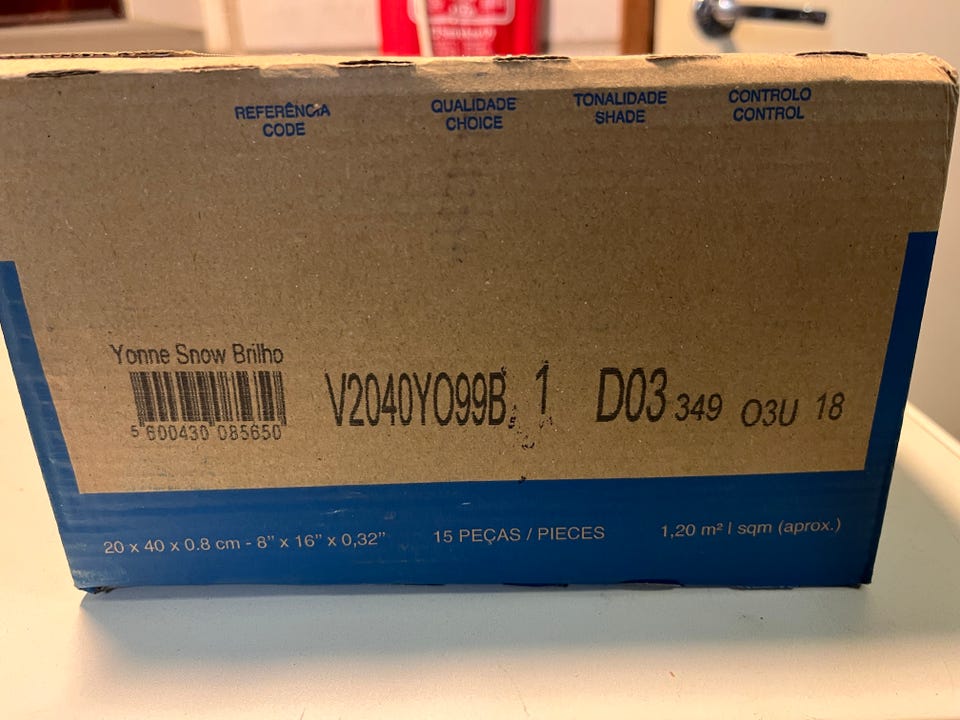 REFERÊNCIA
CODE
QUALIDADE
CHOICE
TONALIDADE
SHADE
CONTROLO
CONTROL
Yonne Snow Brilho
5 600430 085650
V2040YO99B 1 D03 349 O3U 18
20 x 40 x 0.8 cm - 8" x 16" x 0,32" 15 PEÇAS / PIECES 1,20 m² | sqm (aprox.)